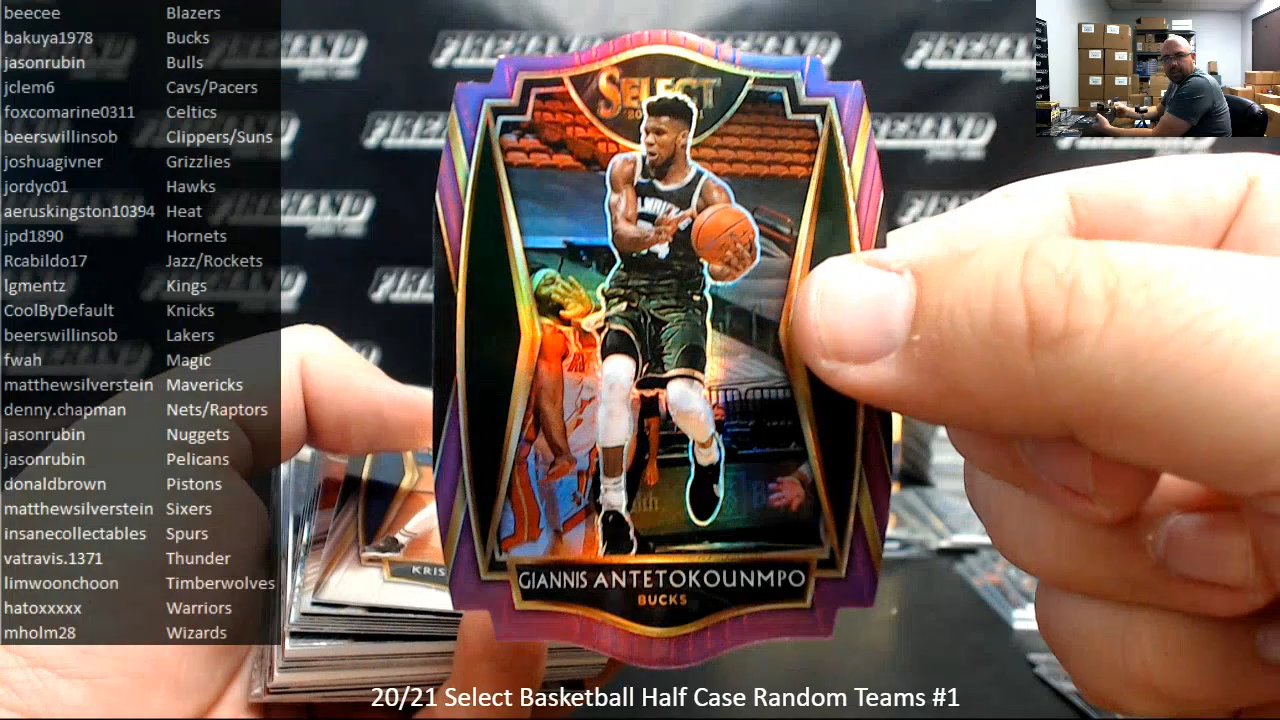 beecee Blazers
bakuya1978 Bucks
jasonrubin Bulls
jclem6 Cavs/Pacers
foxcomarine0311 Celtics
beerswillinsob Clippers/Suns
joshuagivner Grizzlies
jordyc01 Hawks
aeruskingston10394 Heat
jpd1890 Hornets
Rcabildo17 Jazz/Rockets
lgmentz Kings
CoolByDefault Knicks
beerswillinsob Lakers
fwah Magic
matthewsilverstein Mavericks
denny.chapman Nets/Raptors
jasonrubin Nuggets
jasonrubin Pelicans
donaldbrown Pistons
matthewsilverstein Sixers
insanecollectables Spurs
vatravis.1371 Thunder
limwoonchoon Timberwolves
hatoxxxxx Warriors
mholm28 Wizards
SELECT
GIANNIS ANTETOKOUNMPO
BUCKS
KRIS
FIREHAND
20/21 Select Basketball Half Case Random Teams #1